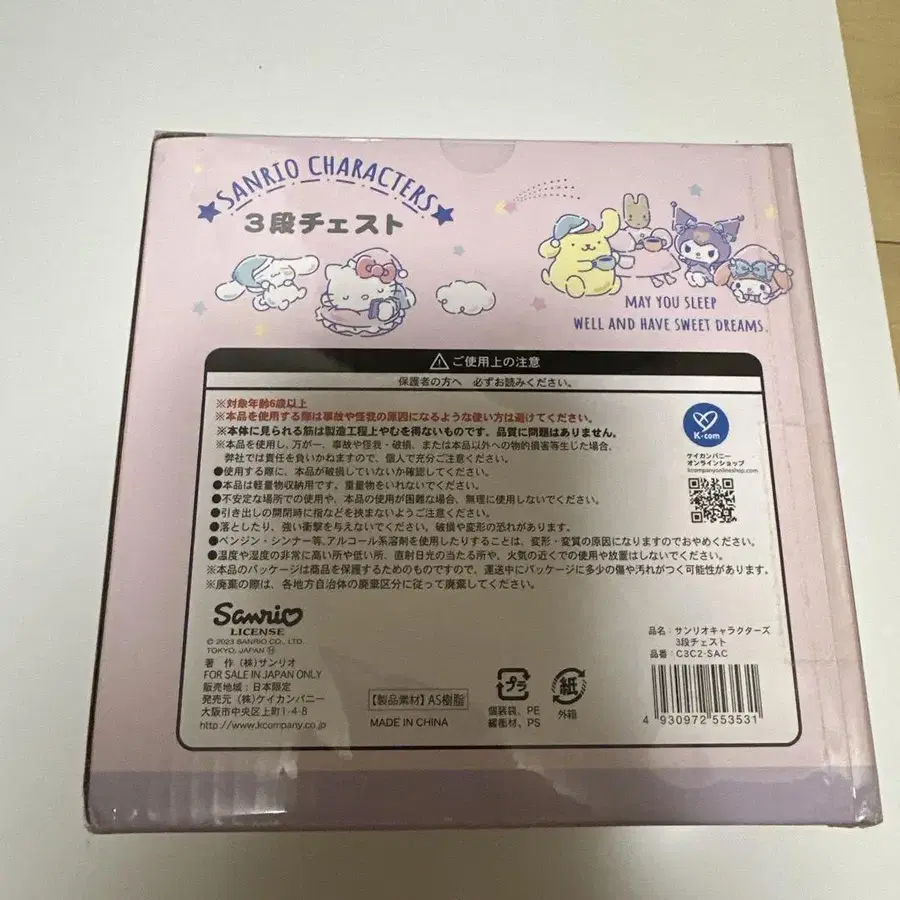 SANRIO CHARACTERS
3段チェスト
MAY YOU SLEEP
WELL AND HAVE SWEET DREAMS.
ご使用上の注意
保護者の方へ 必ずお読みください。
※対象年齢6歳以上
※本品を使用する際は事故や怪我の原因になるような使い方は避けてください。
※本体に見られる筋は製造工程上やむを得ないものです。品質に問題はありません。
※本品を使用し、万が一、事故や怪我・破損、または本品以外への物的損害等生じた場合、
弊社では責任を負いかねますので、個人で充分ご注意ください。
●使用する際に、本品が破損していないか確認してください。
●本品は軽量物収納用です。重量物をいれないでください。
●不安定な場所での使用や、本品の使用が困難な場合、無理に使用しないでください。
●引き出しの開閉時に指などを挟まないようご注意ください。
●落としたり、強い衝撃を与えないでください。破損や変形の恐れがあります。
●ベンジン・シンナー等、アルコール系溶剤を使用したりすることは、変形・変質の原因になりますのでおやめください。
●温度や湿度の非常に高い所や低い所、直射日光の当たる所や、火気の近くでの使用や放置はしないでください。
※本品のパッケージは商品を保護するためのものですので、運送中にパッケージに多少の傷や汚れがつく可能性があります。
※廃棄の際は、各地方自治体の廃棄区分に従って廃棄してください。
K-com
ケイカンパニー
オンラインショップ
kcompanyonlineshop.com
Sanrio
LICENSE
© 2023 SANRIO CO., LTD.
TOKYO, JAPAN Ⓗ
著 作 (株)サンリオ
FOR SALE IN JAPAN ONLY
販売地域:日本限定
発売元 (株)ケイカンパニー
大阪市中央区上町1-4-8
http://www.kcompany.co.jp
【製品素材】AS樹脂
MADE IN CHINA
プラ
個装袋、PE
緩衝材、PS
紙
外箱
品名:サンリオキャラクターズ
3段チェスト
品番:C3C2-SAC
4 930972 553531